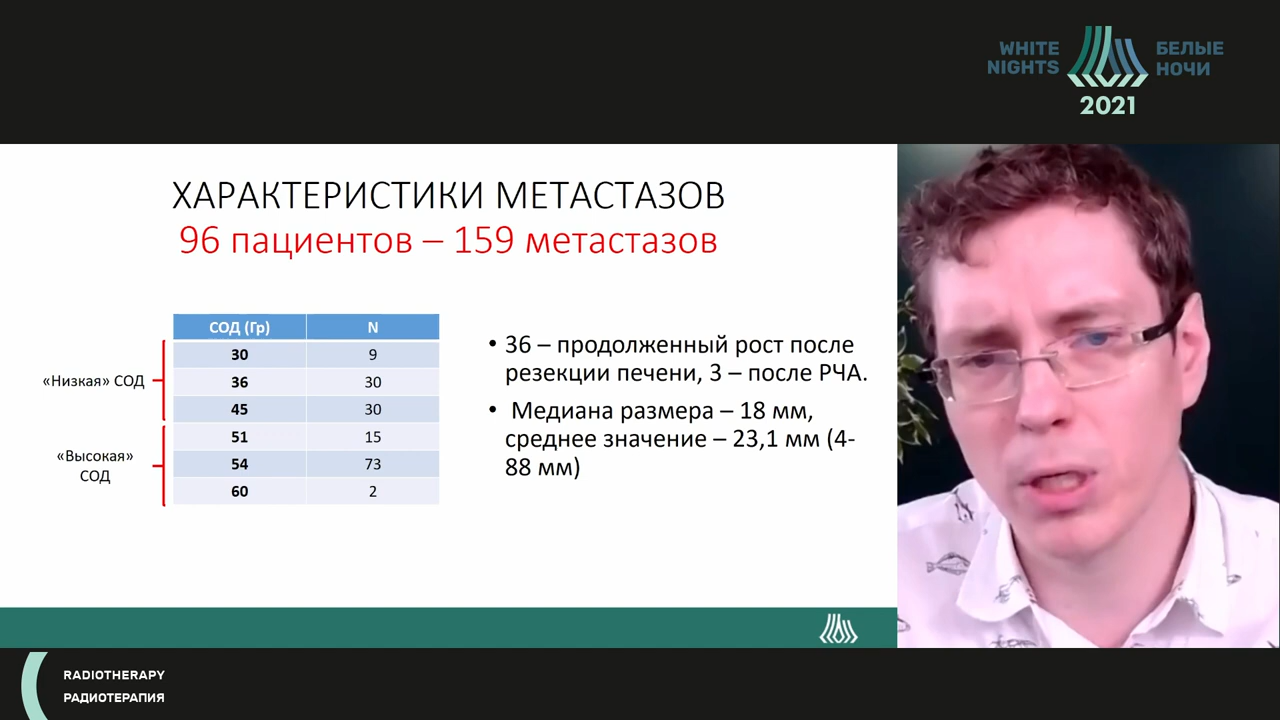 WHITE NIGHTS
БЕЛЫЕ НОЧИ
2021
ХАРАКТЕРИСТИКИ МЕТАСТАЗОВ
96 пациентов – 159 метастазов
СОД (Гр) N
30 9
36 30
45 30
51 15
54 73
60 2
«Низкая» СОД
«Высокая»
СОД
• 36 – продолженный рост после
резекции печени, 3 – после РЧА.
• Медиана размера – 18 мм,
среднее значение – 23,1 мм (4-
88 мм)
RADIOTHERAPY
РАДИОТЕРАПИЯ